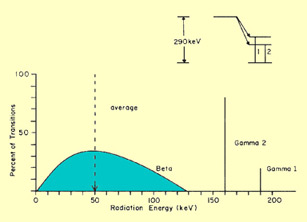 290keV
1 2
100
average
Percent of Transitions
50
Beta
Gamma 2
Gamma 1
0
0 50 100 150 200
Radiation Energy (keV)